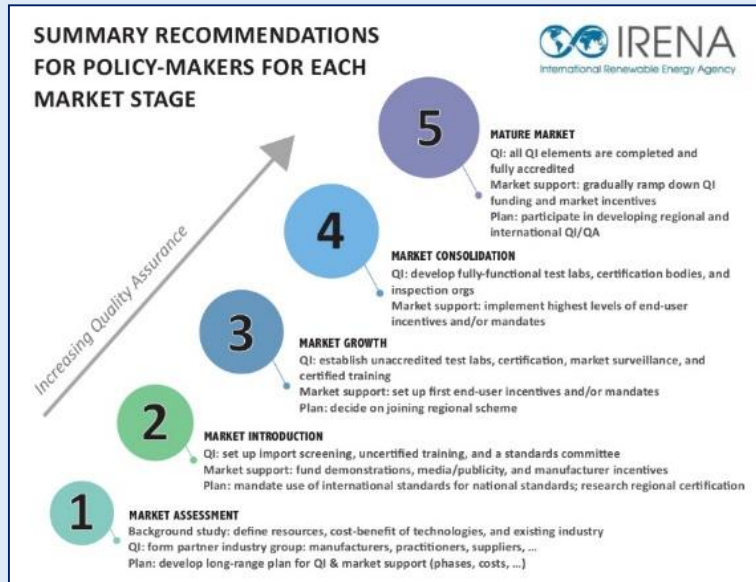 SUMMARY RECOMMENDATIONS
FOR POLICY-MAKERS FOR EACH
MARKET STAGE
IRENA
International Renewable Energy Agency
Increasing Quality Assurance
5
MATURE MARKET
QI: all QI elements are completed and
fully accredited
Market support: gradually ramp down QI
funding and market incentives
Plan: participate in developing regional and
international QI/QA
4
MARKET CONSOLIDATION
QI: develop fully-functional test labs, certification bodies, and
inspection orgs
Market support: implement highest levels of end-user
incentives and/or mandates
3
MARKET GROWTH
QI: establish unaccredited test labs, certification, market surveillance, and
certified training
Market support: set up first end-user incentives and/or mandates
Plan: decide on joining regional scheme
2
MARKET INTRODUCTION
QI: set up import screening, uncertified training, and a standards committee
Market support: fund demonstrations, media/publicity, and manufacturer incentives
Plan: mandate use of international standards for national standards; research regional certification
1
MARKET ASSESSMENT
Background study: define resources, cost-benefit of technologies, and existing industry
QI: form partner industry group: manufacturers, practitioners, suppliers, ...
Plan: develop long-range plan for QI & market support (phases, costs, ...)